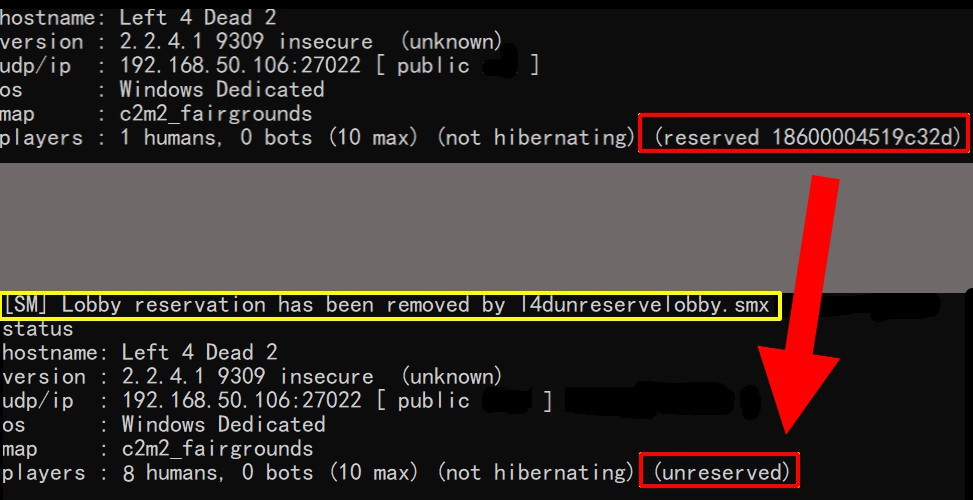 hostname: Left 4 Dead 2
version : 2.2.4.1 9309 insecure (unknown)
udp/ip : 192.168.50.106:27022 [ public ]
os : Windows Dedicated
map : c2m2_fairgrounds
players : 1 humans, 0 bots (10 max) (not hibernating) (reserved 18600004519c32d)
[SM] Lobby reservation has been removed by l4dunreservelobby.smx
status
hostname: Left 4 Dead 2
version : 2.2.4.1 9309 insecure (unknown)
udp/ip : 192.168.50.106:27022 [ public ]
os : Windows Dedicated
map : c2m2_fairgrounds
players : 8 humans, 0 bots (10 max) (not hibernating) (unreserved)